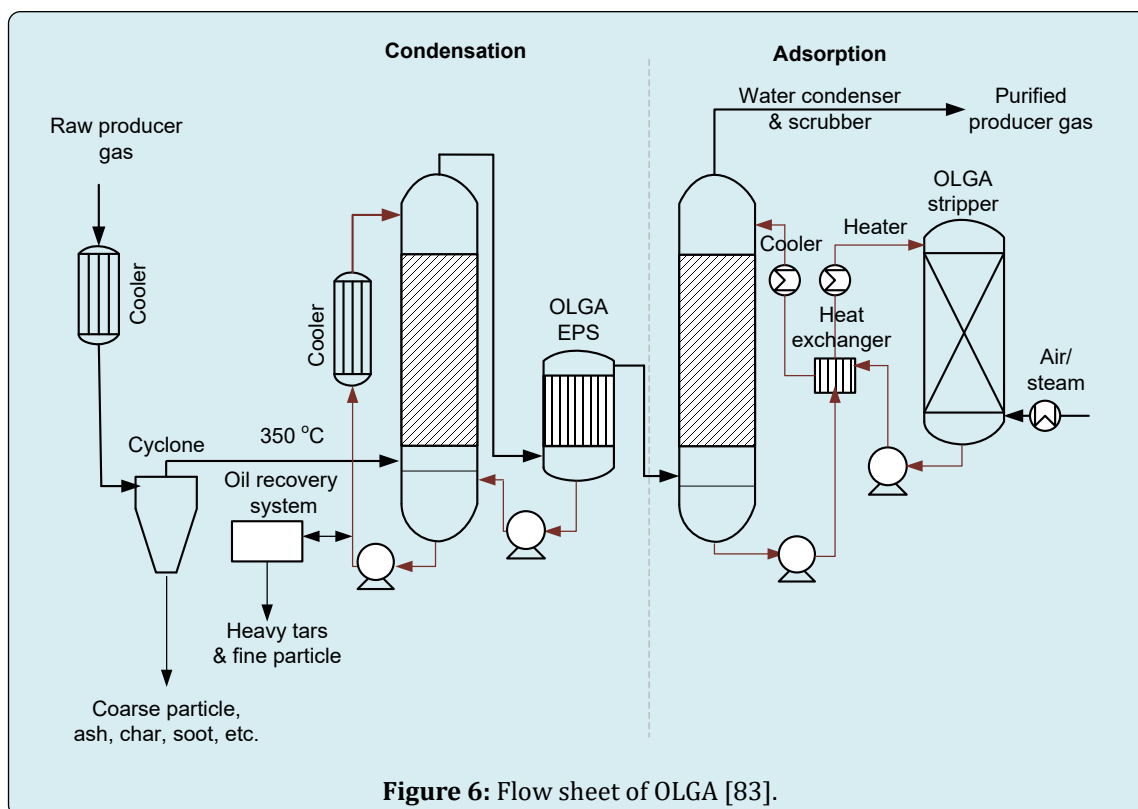 Condensation
Adsorption
Raw producer
gas
Cooler
Cyclone
350 °C
Coarse particle,
ash, char, soot, etc.
Oil recovery
system
Heavy tars
& fine particle
Cooler
OLGA
EPS
Water condenser
& scrubber
Purified
producer gas
Cooler
Heater
Heat
exchanger
OLGA
stripper
Air/
steam
Figure 6: Flow sheet of OLGA [83].